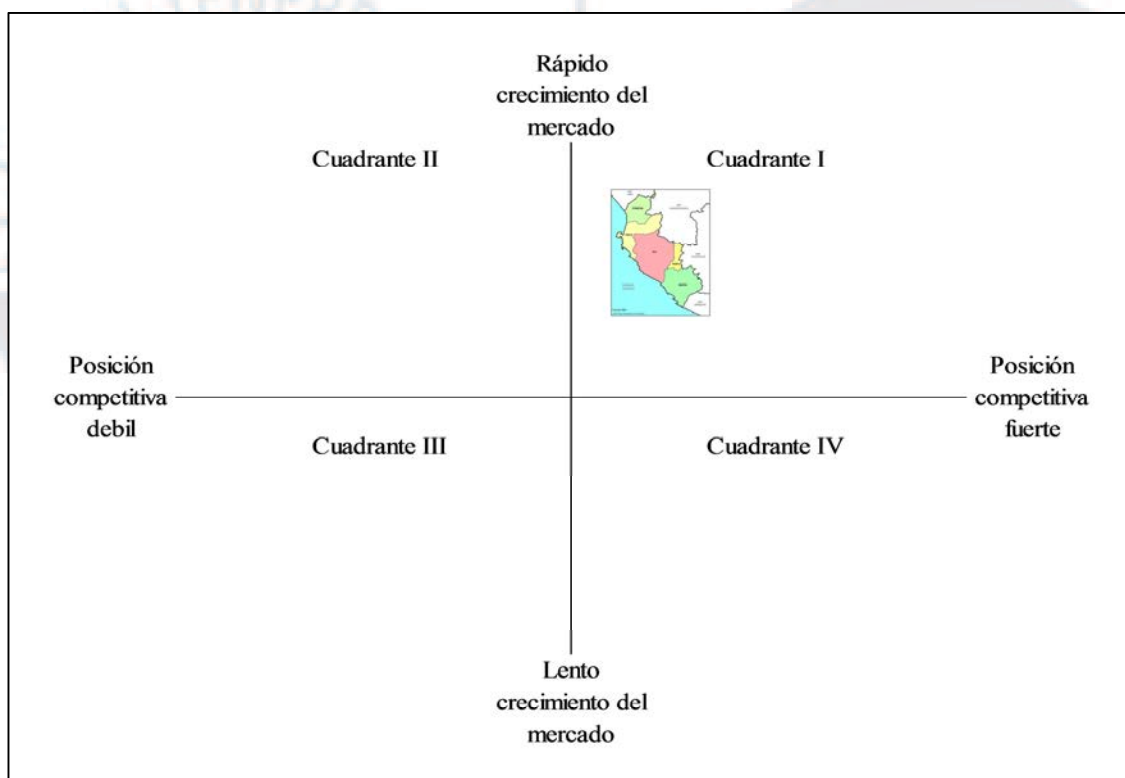 Rápido
crecimiento del
mercado
Cuadrante II
Cuadrante I
Posición
competitiva
debil
Posición
competitiva
fuerte
Cuadrante III
Cuadrante IV
Lento
crecimiento del
mercado